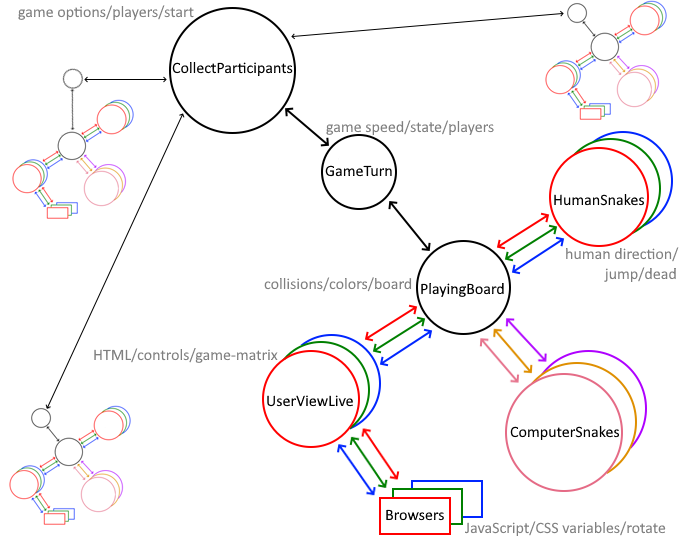 game options/players/start
CollectParticipants
game speed/state/players
GameTurn
HumanSnakes
human direction/
jump/dead
collisions/colors/board
PlayingBoard
HTML/controls/game-matrix
UserViewLive
ComputerSnakes
Browsers
JavaScript/CSS variables/rotate